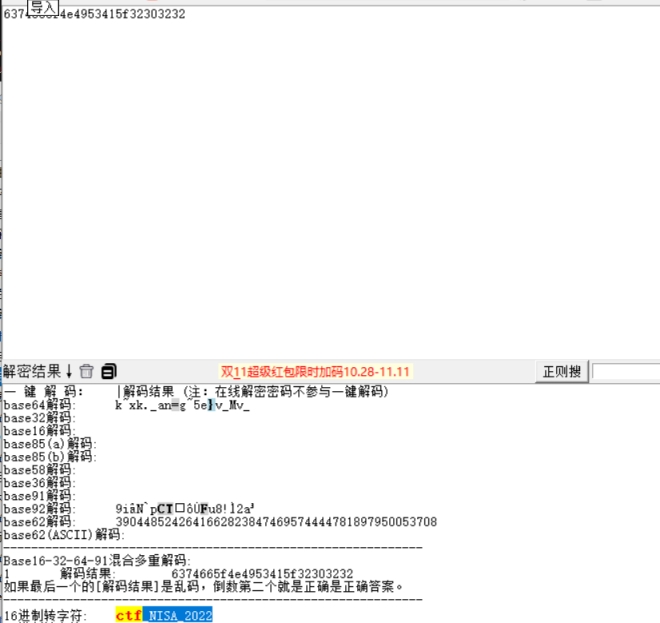 导入
6374665f4e4953415f32303232
解密结果↓ 双11超级红包限时加码10.28-11.11 正则搜
一 键 解 码: |解码结果 (注: 在线解密密码不参与一键解码)
base64解码: k~xk._an=g~5e}v_Mv_
base32解码:
base16解码:
base85(a)解码:
base85(b)解码:
base58解码:
base36解码:
base91解码:
base92解码:
base62解码: 39044852426416628238474695744447818979500537​08
base62(ASCII)解码:
Base16-32-64-91混合多重解码:
1 解码结果: 6374665f4e4953415f32303232
如果最后一个的[解码结果]是乱码，倒数第二个就是正确是正确答案。
16进制转字符: ctf_NISA_2022